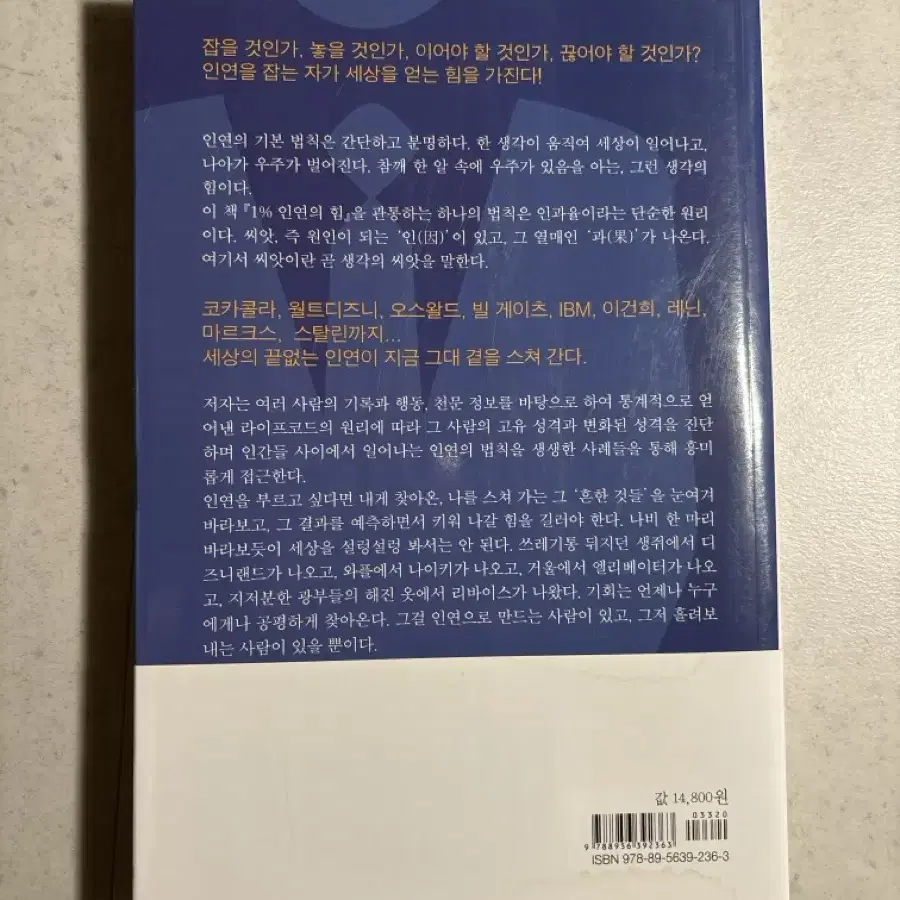 잡을 것인가, 놓을 것인가, 이어야 할 것인가, 끊어야 할 것인가?
인연을 잡는 자가 세상을 얻는 힘을 가진다!
인연의 기본 법칙은 간단하고 분명하다. 한 생각이 움직여 세상이 일어나고,
나아가 우주가 벌어진다. 참깨 한 알 속에 우주가 있음을 아는, 그런 생각의
힘이다.
이 책 『1% 인연의 힘』을 관통하는 하나의 법칙은 인과율이라는 단순한 원리
이다. 씨앗, 즉 원인이 되는 ‘인(因)’이 있고, 그 열매인 ‘과(果)’가 나온다.
여기서 씨앗이란 곧 생각의 씨앗을 말한다.
코카콜라, 월트디즈니, 오스왈드, 빌 게이츠, IBM, 이건희, 레닌,
마르크스, 스탈린까지...
세상의 끝없는 인연이 지금 그대 곁을 스쳐 간다.
저자는 여러 사람의 기록과 행동, 천문 정보를 바탕으로 하여 통계적으로 얻
어낸 라이프코드의 원리에 따라 그 사람의 고유 성격과 변화된 성격을 진단
하며 인간들 사이에서 일어나는 인연의 법칙을 생생한 사례들을 통해 흥미
롭게 접근한다.
인연을 부르고 싶다면 내게 찾아온, 나를 스쳐 가는 그 ‘흔한 것들’을 눈여겨
바라보고, 그 결과를 예측하면서 키워 나갈 힘을 길러야 한다. 나비 한 마리
바라보듯이 세상을 설렁설렁 봐서는 안 된다. 쓰레기통 뒤지던 생쥐에서 디
즈니랜드가 나오고, 와플에서 나이키가 나오고, 거울에서 엘리베이터가 나오
고, 지저분한 광부들의 해진 옷에서 리바이스가 나왔다. 기회는 언제나 누구
에게나 공평하게 찾아온다. 그걸 인연으로 만드는 사람이 있고, 그저 흘려보
내는 사람이 있을 뿐이다.
값 14,800원
03320
9 788956 392363
ISBN 978-89-5639-236-3